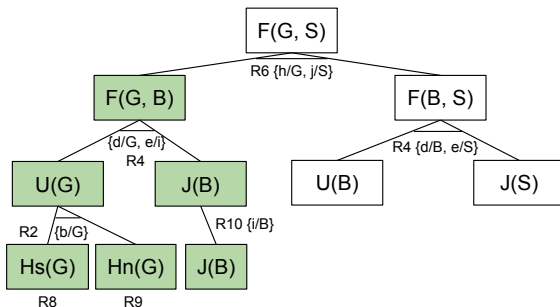 F(G, S)
R6 {h/G, j/S}
F(G, B)
F(B, S)
{d/G, e/i}
R4
R4 {d/B, e/S}
U(G)
J(B)
U(B)
J(S)
R2
{b/G}
R10 {i/B}
Hs(G)
Hn(G)
J(B)
R8
R9